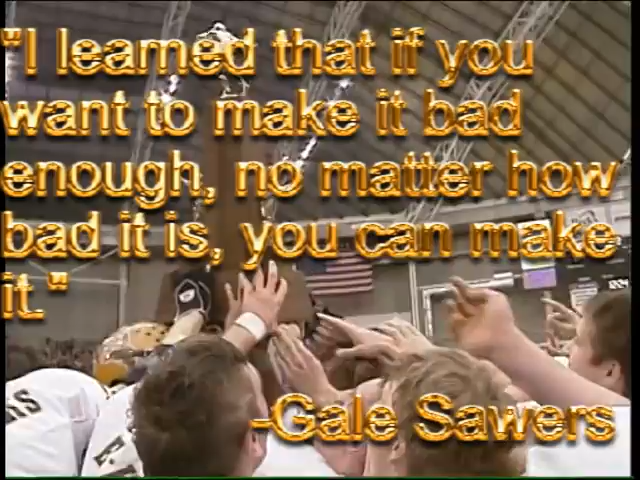 "I learned that if you
want to make it bad
enough, no matter how
bad it is, you can make
it."
-Gale Sawers